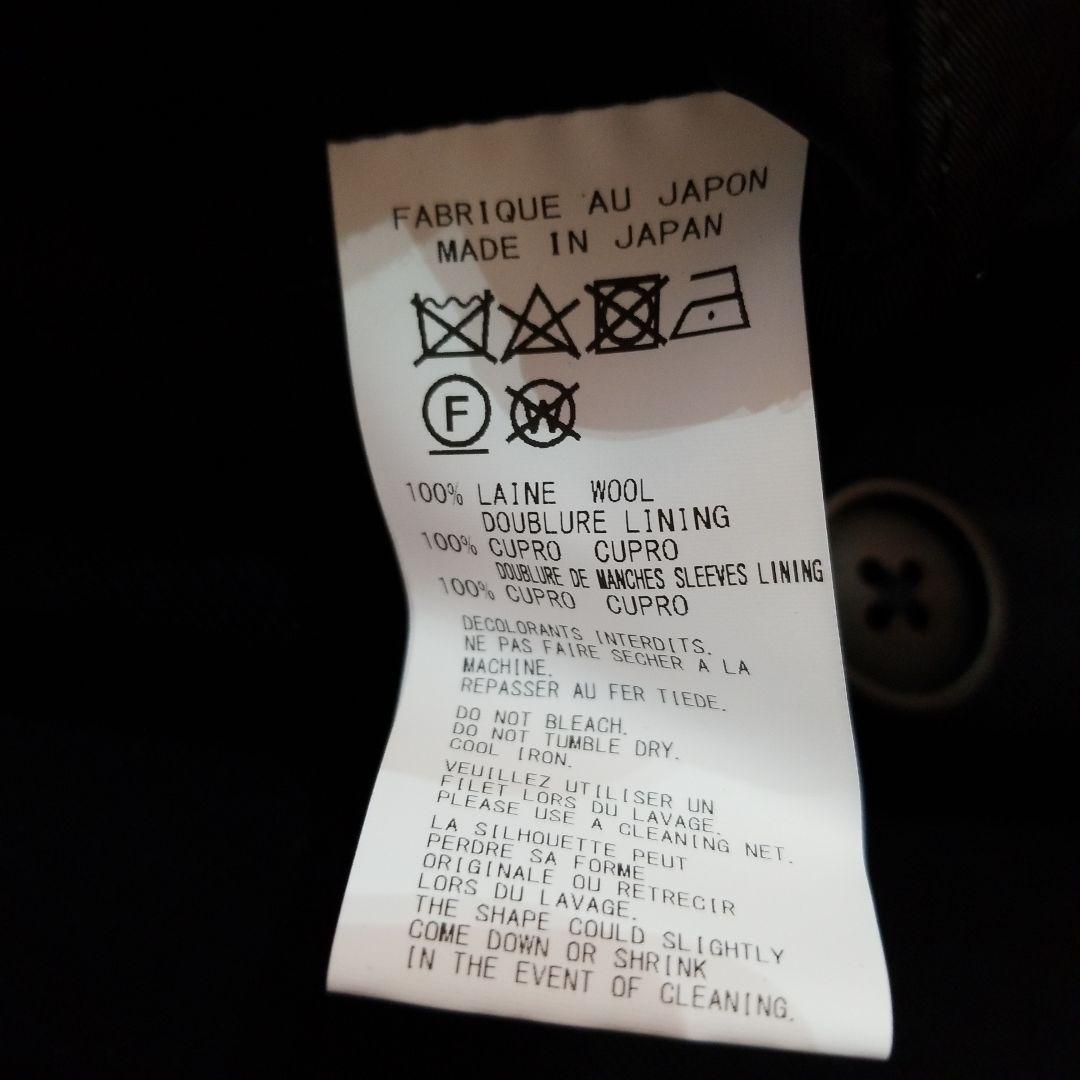 FABRIQUE AU JAPON
MADE IN JAPAN
F W
100% LAINE WOOL
DOUBLURE LINING
100% CUPRO CUPRO
DOUBLURE DE MANCHES SLEEVES LINING
100% CUPRO CUPRO
DECOLORANTS INTERDITS.
NE PAS FAIRE SECHER A LA
MACHINE.
REPASSER AU FER TIEDE.
DO NOT BLEACH.
DO NOT TUMBLE DRY.
COOL IRON.
VEUILLEZ UTILISER UN
FILET LORS DU LAVAGE.
PLEASE USE A CLEANING NET.
LA SILHOUETTE PEUT
PERDRE SA FORME
ORIGINALE OU RETRECIR
LORS DU LAVAGE.
THE SHAPE COULD SLIGHTLY
COME DOWN OR SHRINK
IN THE EVENT OF CLEANING.